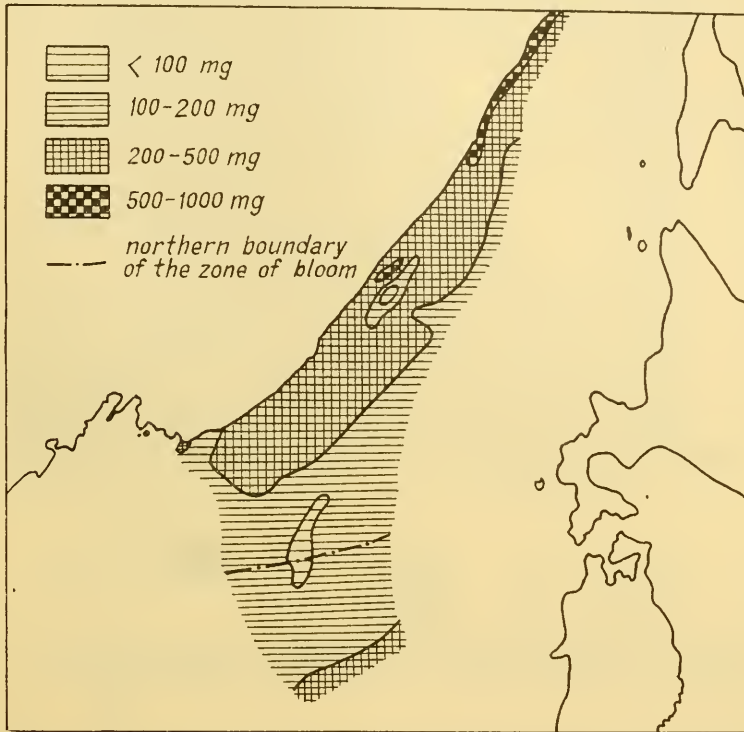 < 100 mg
100-200 mg
200-500 mg
500-1000 mg
northern boundary
of the zone of bloom